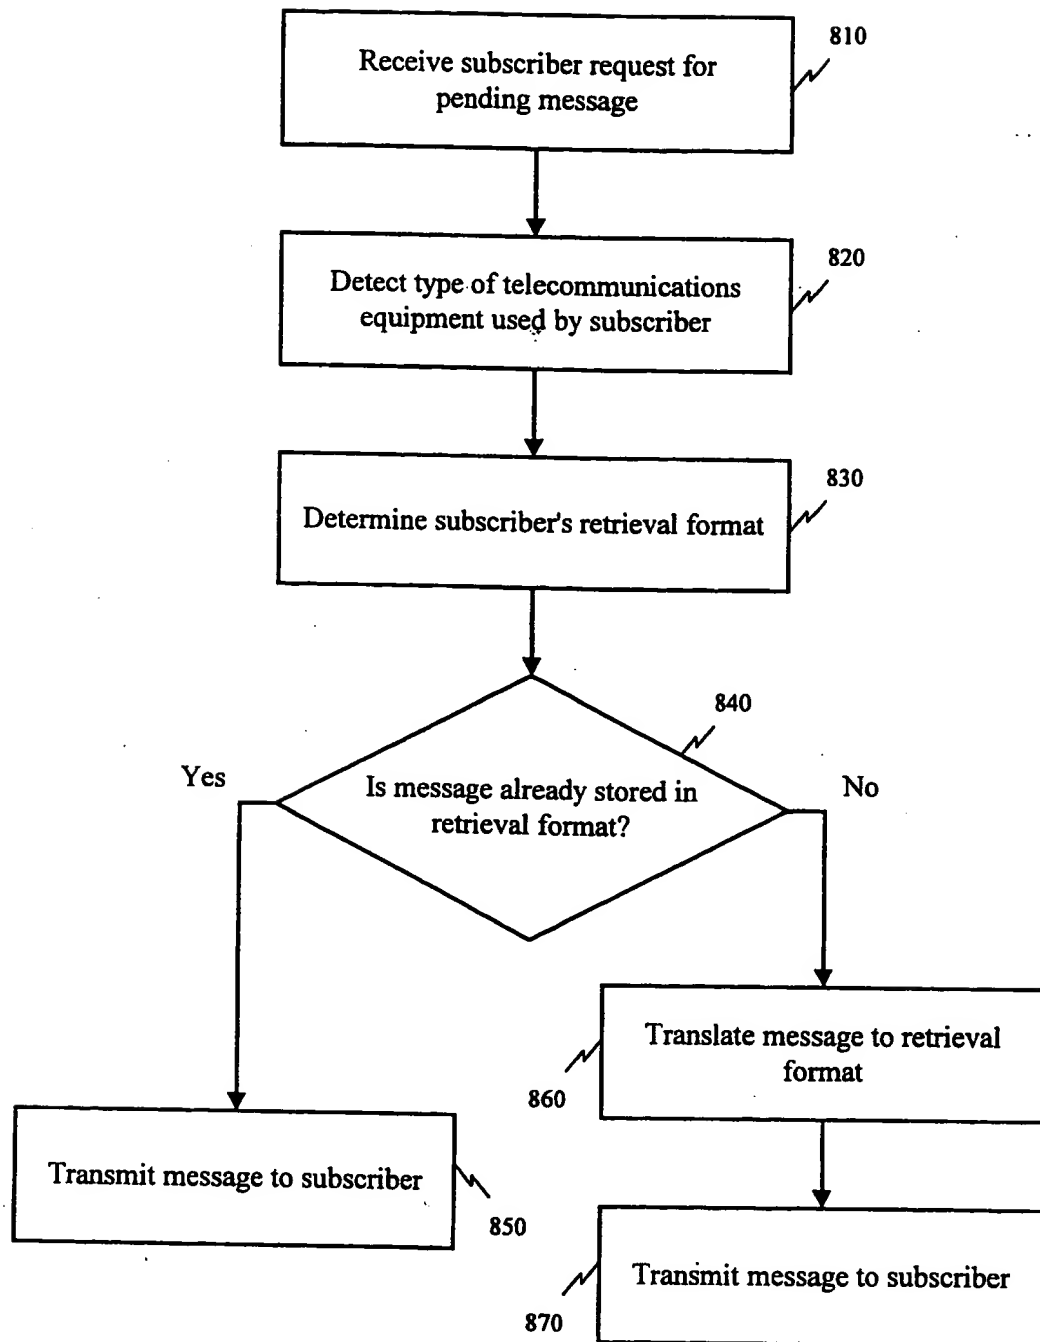 810
Receive subscriber request for
pending message
820
Detect type of telecommunications
equipment used by subscriber
830
Determine subscriber's retrieval format
840
Yes
Is message already stored in
retrieval format?
No
Translate message to retrieval
format
860
Transmit message to subscriber
850
Transmit message to subscriber
870